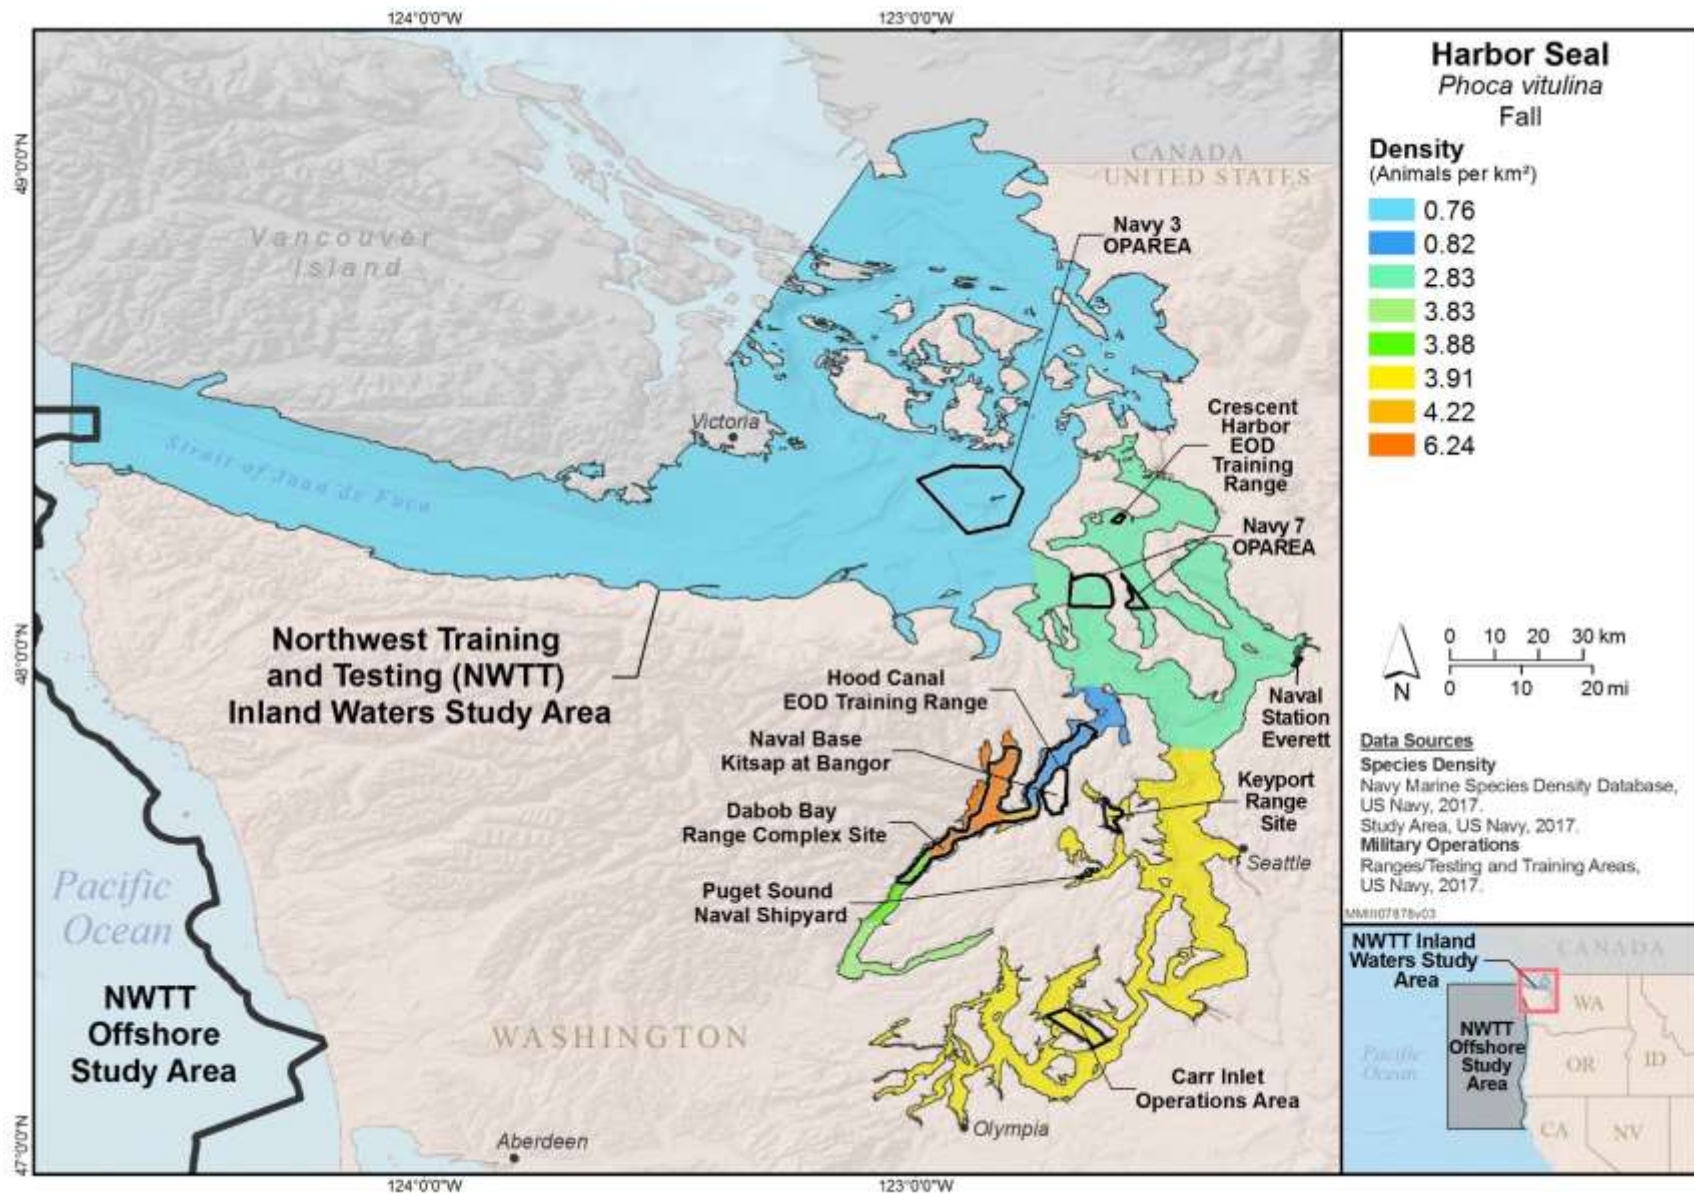 124°0'0"W
123°0'0"W
49°0'0"N
48°0'0"N
47°0'0"N
CANADA
UNITED STATES
Navy 3
OPAREA
Vancouver
Island
Crescent
Harbor
EOD
Training
Range
Victoria
Strait of Juan de Fuca
Navy 7
OPAREA
Northwest Training
and Testing (NWTT)
Inland Waters Study Area
Hood Canal
EOD Training Range
Naval
Station
Everett
Naval Base
Kitsap at Bangor
Keyport
Range
Site
Dabob Bay
Range Complex Site
Seattle
Puget Sound
Naval Shipyard
Pacific
Ocean
NWTT
Offshore
Study Area
WASHINGTON
Carr Inlet
Operations Area
Olympia
Aberdeen
124°0'0"W
123°0'0"W
Harbor Seal
Phoca vitulina
Fall
Density
(Animals per km²)
0.76
0.82
2.83
3.83
3.88
3.91
4.22
6.24
N
0 10 20 30 km
0 10 20 mi
Data Sources
Species Density
Navy Marine Species Density Database,
US Navy, 2017.
Study Area, US Navy, 2017.
Military Operations
Ranges/Testing and Training Areas,
US Navy, 2017.
NWTT Inland
Waters Study
Area
CANADA
WA
NWTT
Offshore
Study
Area
Pacific
Ocean
OR
ID
CA
NV